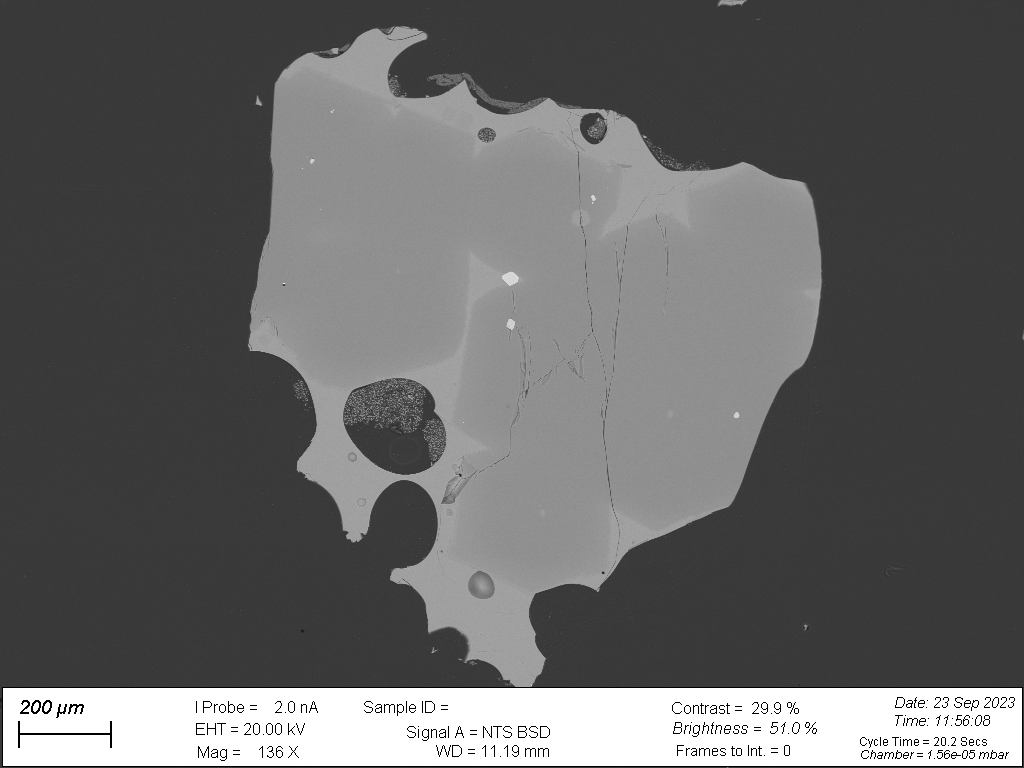 200 µm
I Probe = 2.0 nA
EHT = 20.00 kV
Mag = 136 X
Sample ID =
Signal A = NTS BSD
WD = 11.19 mm
Contrast = 29.9 %
Brightness = 51.0 %
Frames to Int. = 0
Date: 23 Sep 2023
Time: 11:56:08
Cycle Time = 20.2 Secs
Chamber = 1.56e-05 mbar